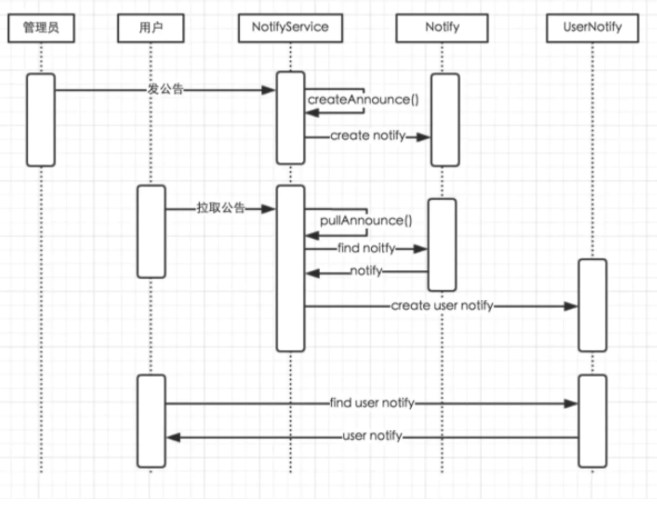 管理员
用户
NotifyService
Notify
UserNotify
发公告
createAnnounce()
create notify
拉取公告
pullAnnounce()
find noitfy
notify
create user notify
find user notify
user notify